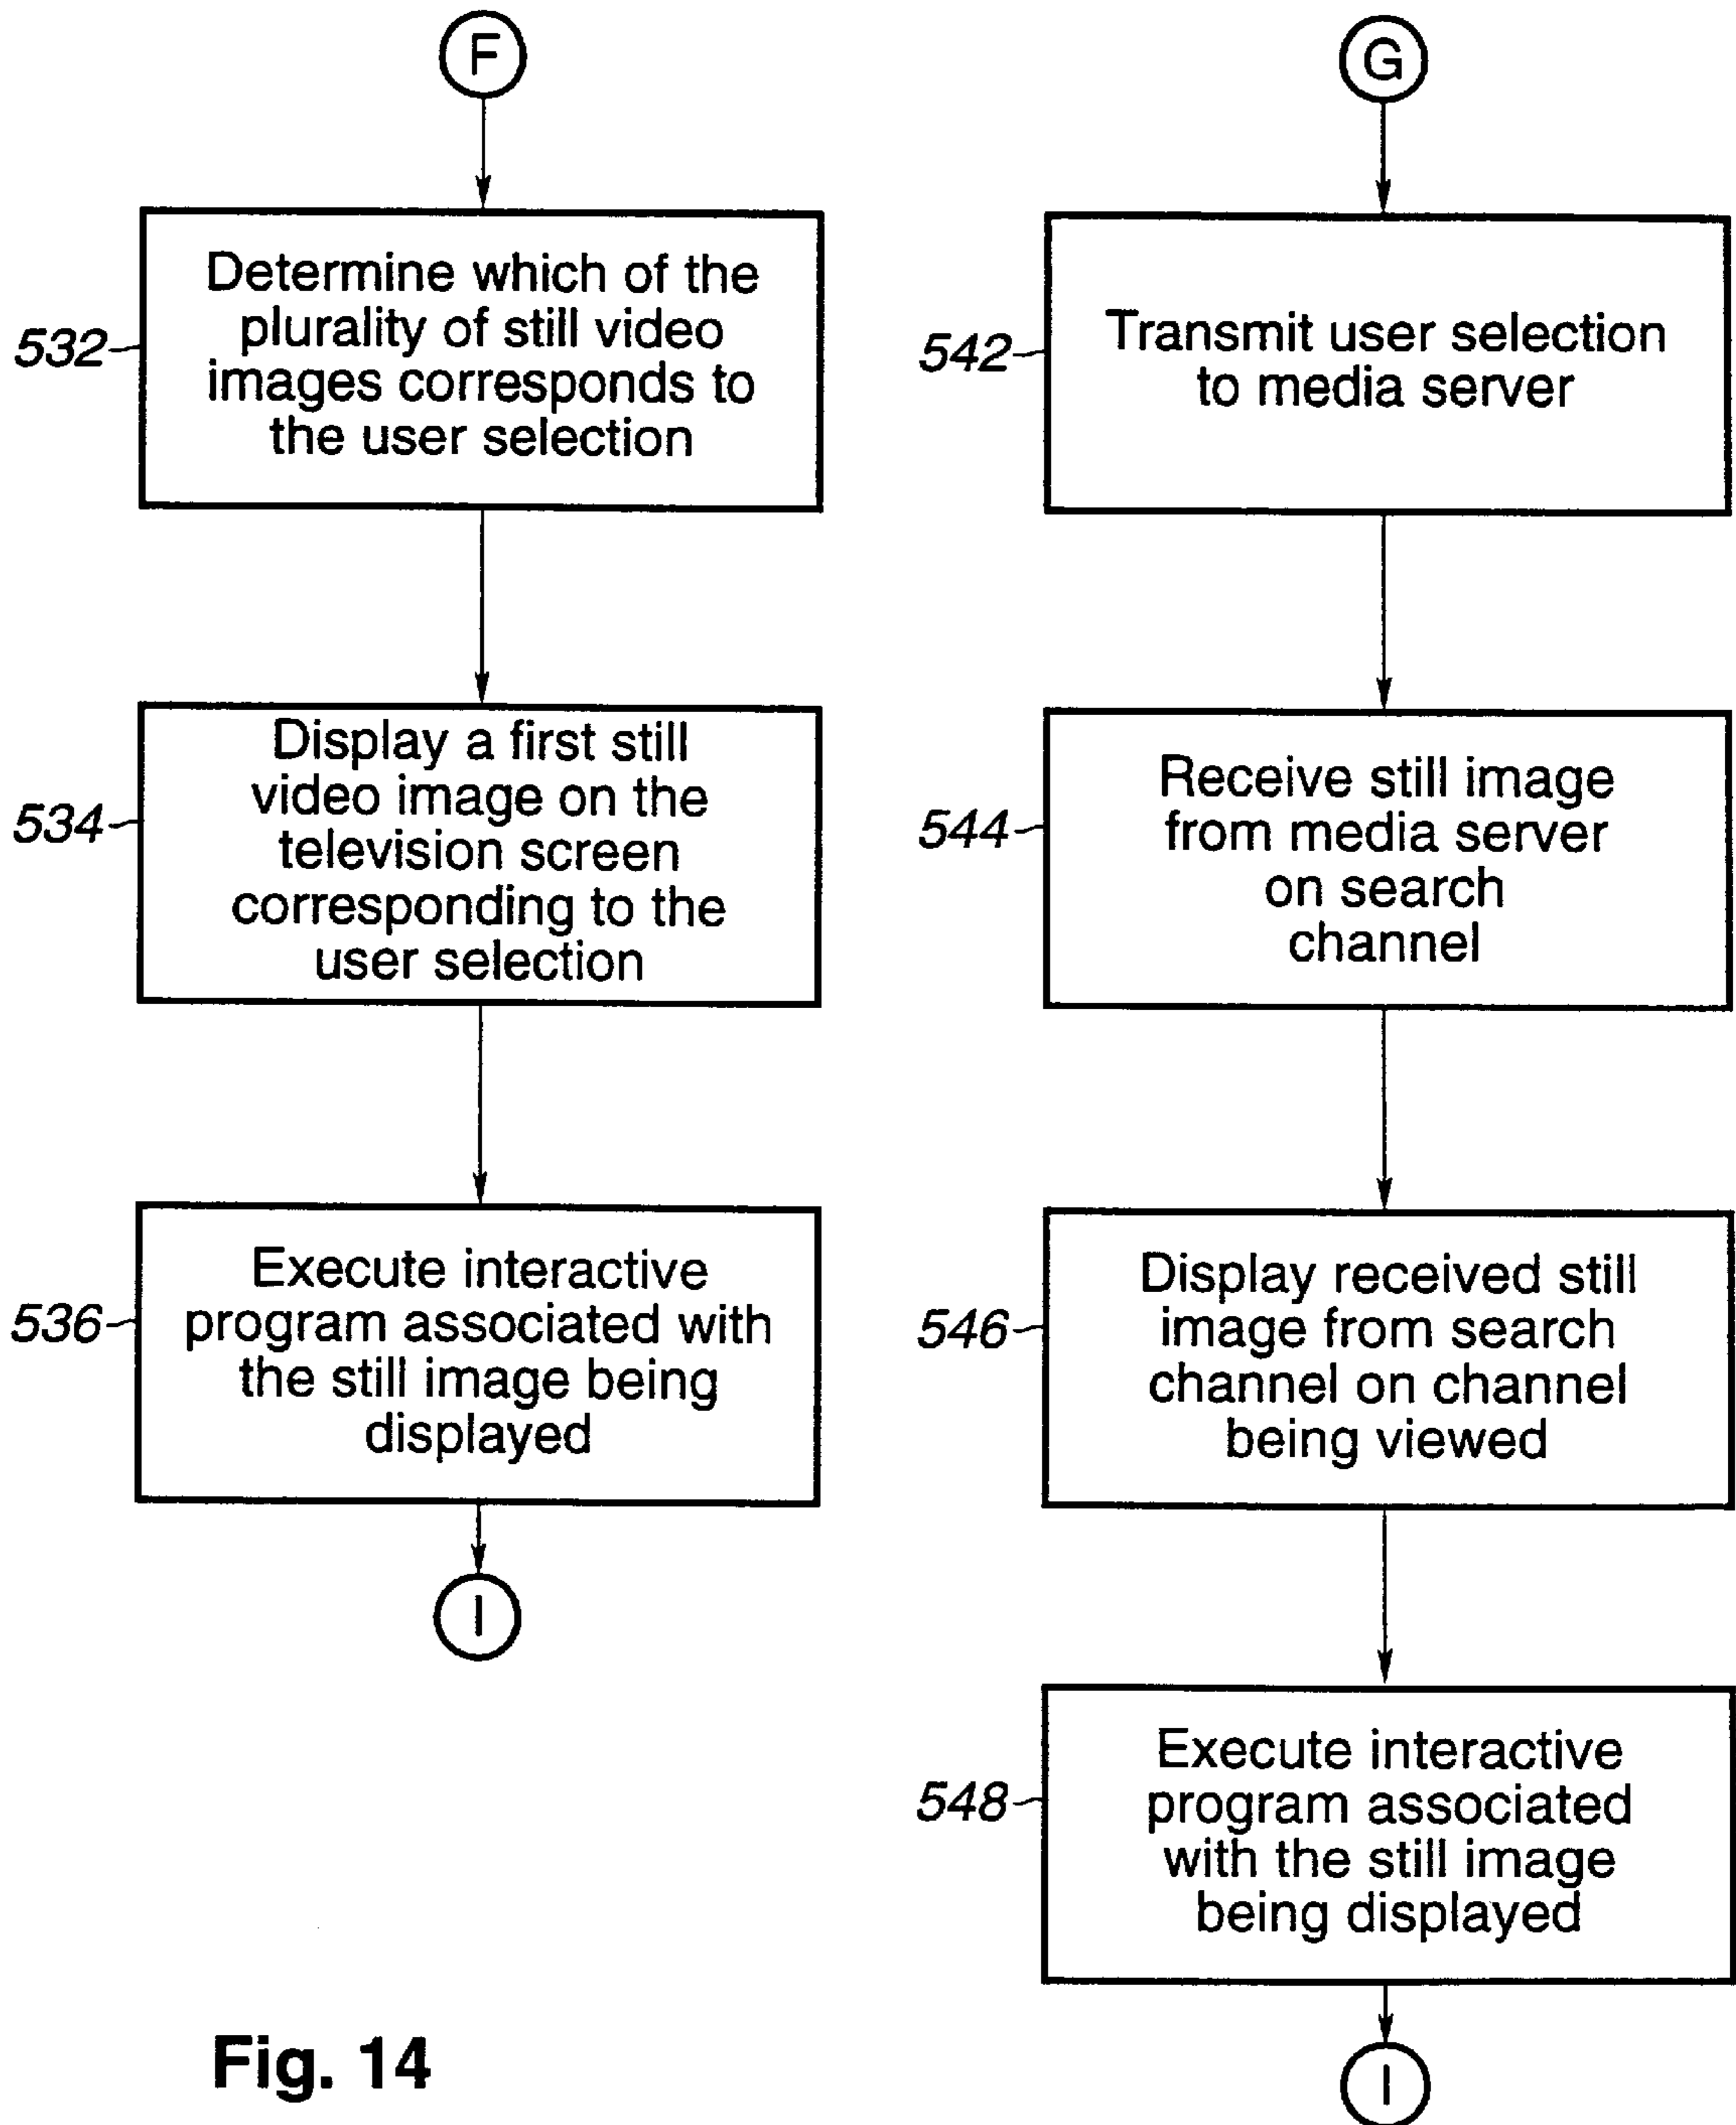 F
532
Determine which of the
plurality of still video
images corresponds to
the user selection
534
Display a first still
video image on the
television screen
corresponding to the
user selection
536
Execute interactive
program associated with
the still image being
displayed
I
G
542
Transmit user selection
to media server
544
Receive still image
from media server
on search
channel
546
Display received still
image from search
channel on channel
being viewed
548
Execute interactive
program associated
with the still image
being displayed
I
Fig. 14